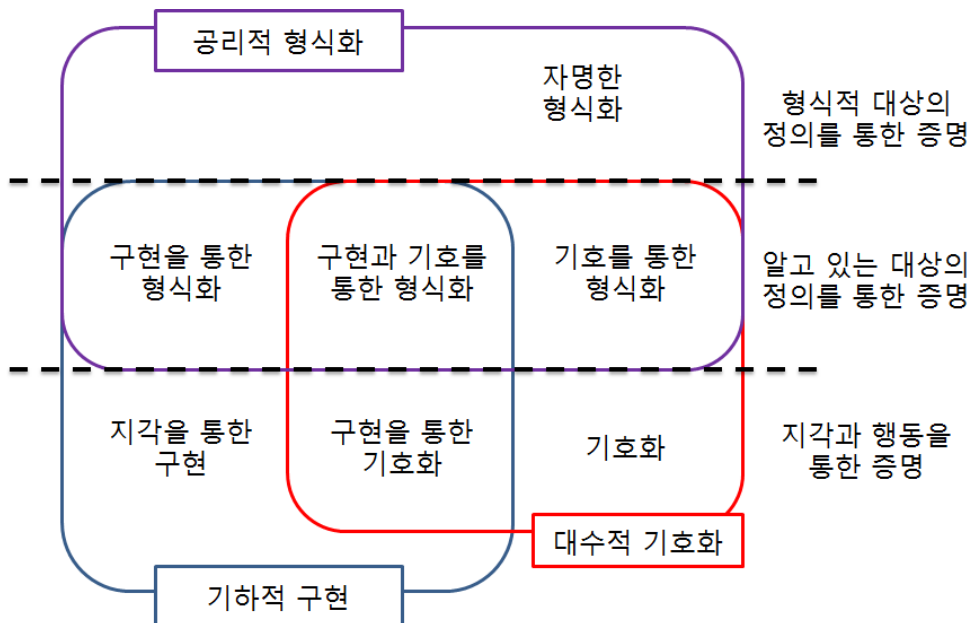 공리적 형식화
자명한
형식화
형식적 대상의
정의를 통한 증명
구현을 통한
형식화
구현과 기호를
통한 형식화
기호를 통한
형식화
알고 있는 대상의
정의를 통한 증명
지각을 통한
구현
구현을 통한
기호화
기호화
지각과 행동을
통한 증명
대수적 기호화
기하적 구현